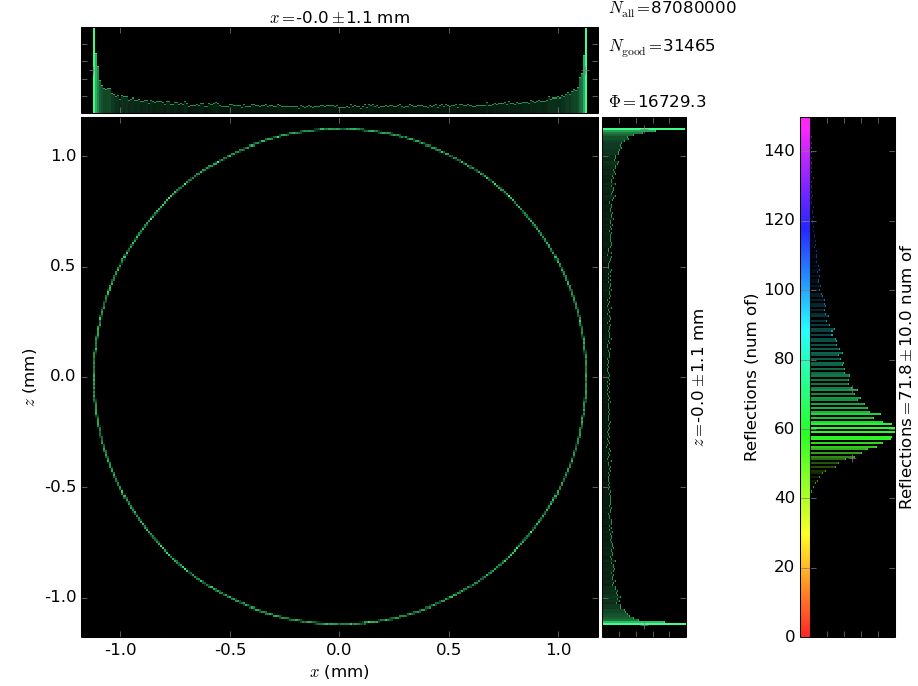 x=-0.0±1.1 mm
N_all=87080000
N_good=31465
Φ=16729.3
1.0
0.5
0.0
-0.5
-1.0
z (mm)
-1.0 -0.5 0.0 0.5 1.0
x (mm)
z=-0.0±1.1 mm
140
120
100
80
60
40
20
0
Reflections (num of)
Reflections=71.8±10.0 num of